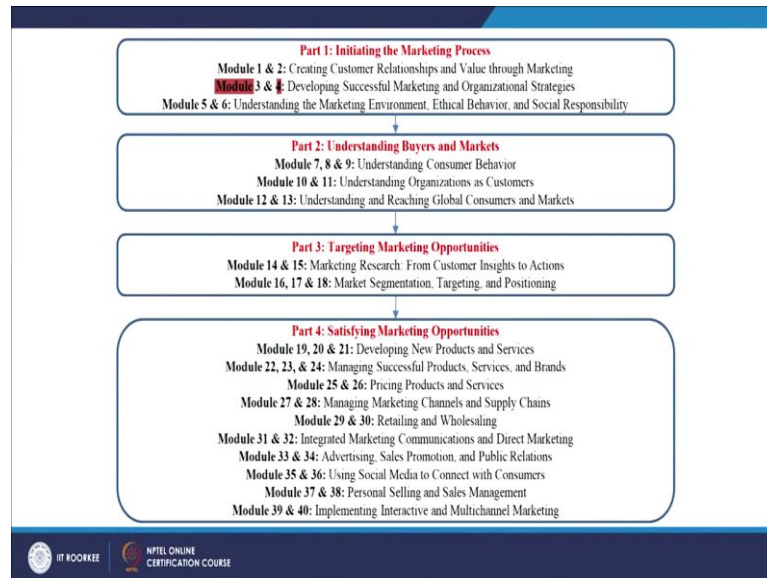 Part 1: Initiating the Marketing Process
Module 1 & 2: Creating Customer Relationships and Value through Marketing
Module 3 & 4: Developing Successful Marketing and Organizational Strategies
Module 5 & 6: Understanding the Marketing Environment, Ethical Behavior, and Social Responsibility
Part 2: Understanding Buyers and Markets
Module 7, 8 & 9: Understanding Consumer Behavior
Module 10 & 11: Understanding Organizations as Customers
Module 12 & 13: Understanding and Reaching Global Consumers and Markets
Part 3: Targeting Marketing Opportunities
Module 14 & 15: Marketing Research: From Customer Insights to Actions
Module 16, 17 & 18: Market Segmentation, Targeting, and Positioning
Part 4: Satisfying Marketing Opportunities
Module 19, 20 & 21: Developing New Products and Services
Module 22, 23, & 24: Managing Successful Products, Services, and Brands
Module 25 & 26: Pricing Products and Services
Module 27 & 28: Managing Marketing Channels and Supply Chains
Module 29 & 30: Retailing and Wholesaling
Module 31 & 32: Integrated Marketing Communications and Direct Marketing
Module 33 & 34: Advertising, Sales Promotion, and Public Relations
Module 35 & 36: Using Social Media to Connect with Consumers
Module 37 & 38: Personal Selling and Sales Management
Module 39 & 40: Implementing Interactive and Multichannel Marketing
IIT ROORKEE
NPTEL ONLINE
CERTIFICATION COURSE